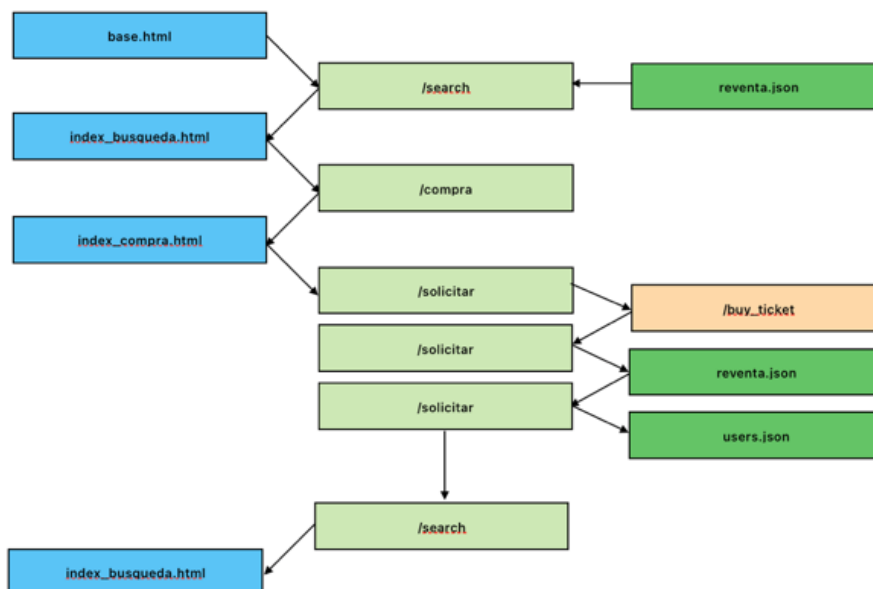 base.html
/search
reventa.json
index_busqueda.html
/compra
index_compra.html
/solicitar
/buy_ticket
/solicitar
reventa.json
/solicitar
users.json
/search
index_busqueda.html